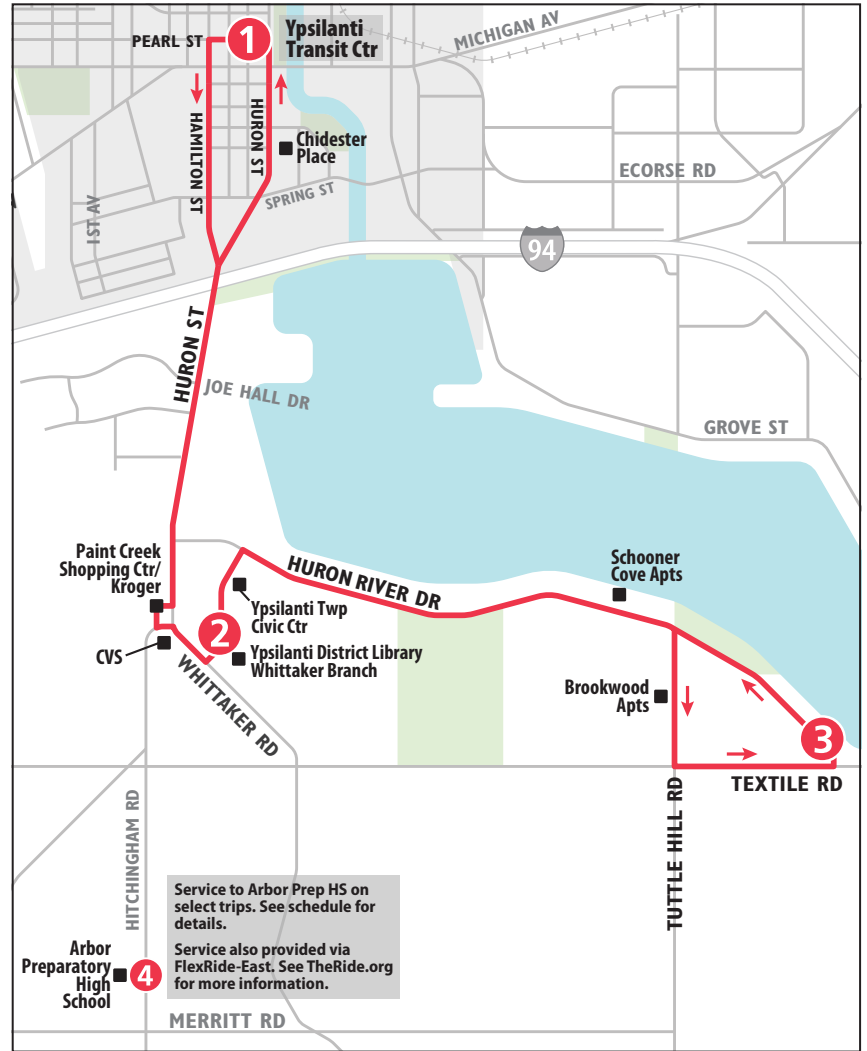 PEARL ST
1
Ypsilanti
Transit Ctr
MICHIGAN AV
HAMILTON ST
HURON ST
Chidester
Place
ECORSE RD
SPRING ST
1ST AV
94
HURON ST
JOE HALL DR
GROVE ST
Paint Creek
Shopping Ctr/
Kroger
HURON RIVER DR
Schooner
Cove Apts
Ypsilanti Twp
Civic Ctr
2
CVS
Ypsilanti District Library
Whittaker Branch
WHITTAKER RD
Brookwood
Apts
3
TEXTILE RD
TUTTLE HILL RD
HITCHINGHAM RD
Service to Arbor Prep HS on
select trips. See schedule for
details.
Service also provided via
FlexRide-East. See TheRide.org
for more information.
Arbor
Preparatory
High
School
4
MERRITT RD